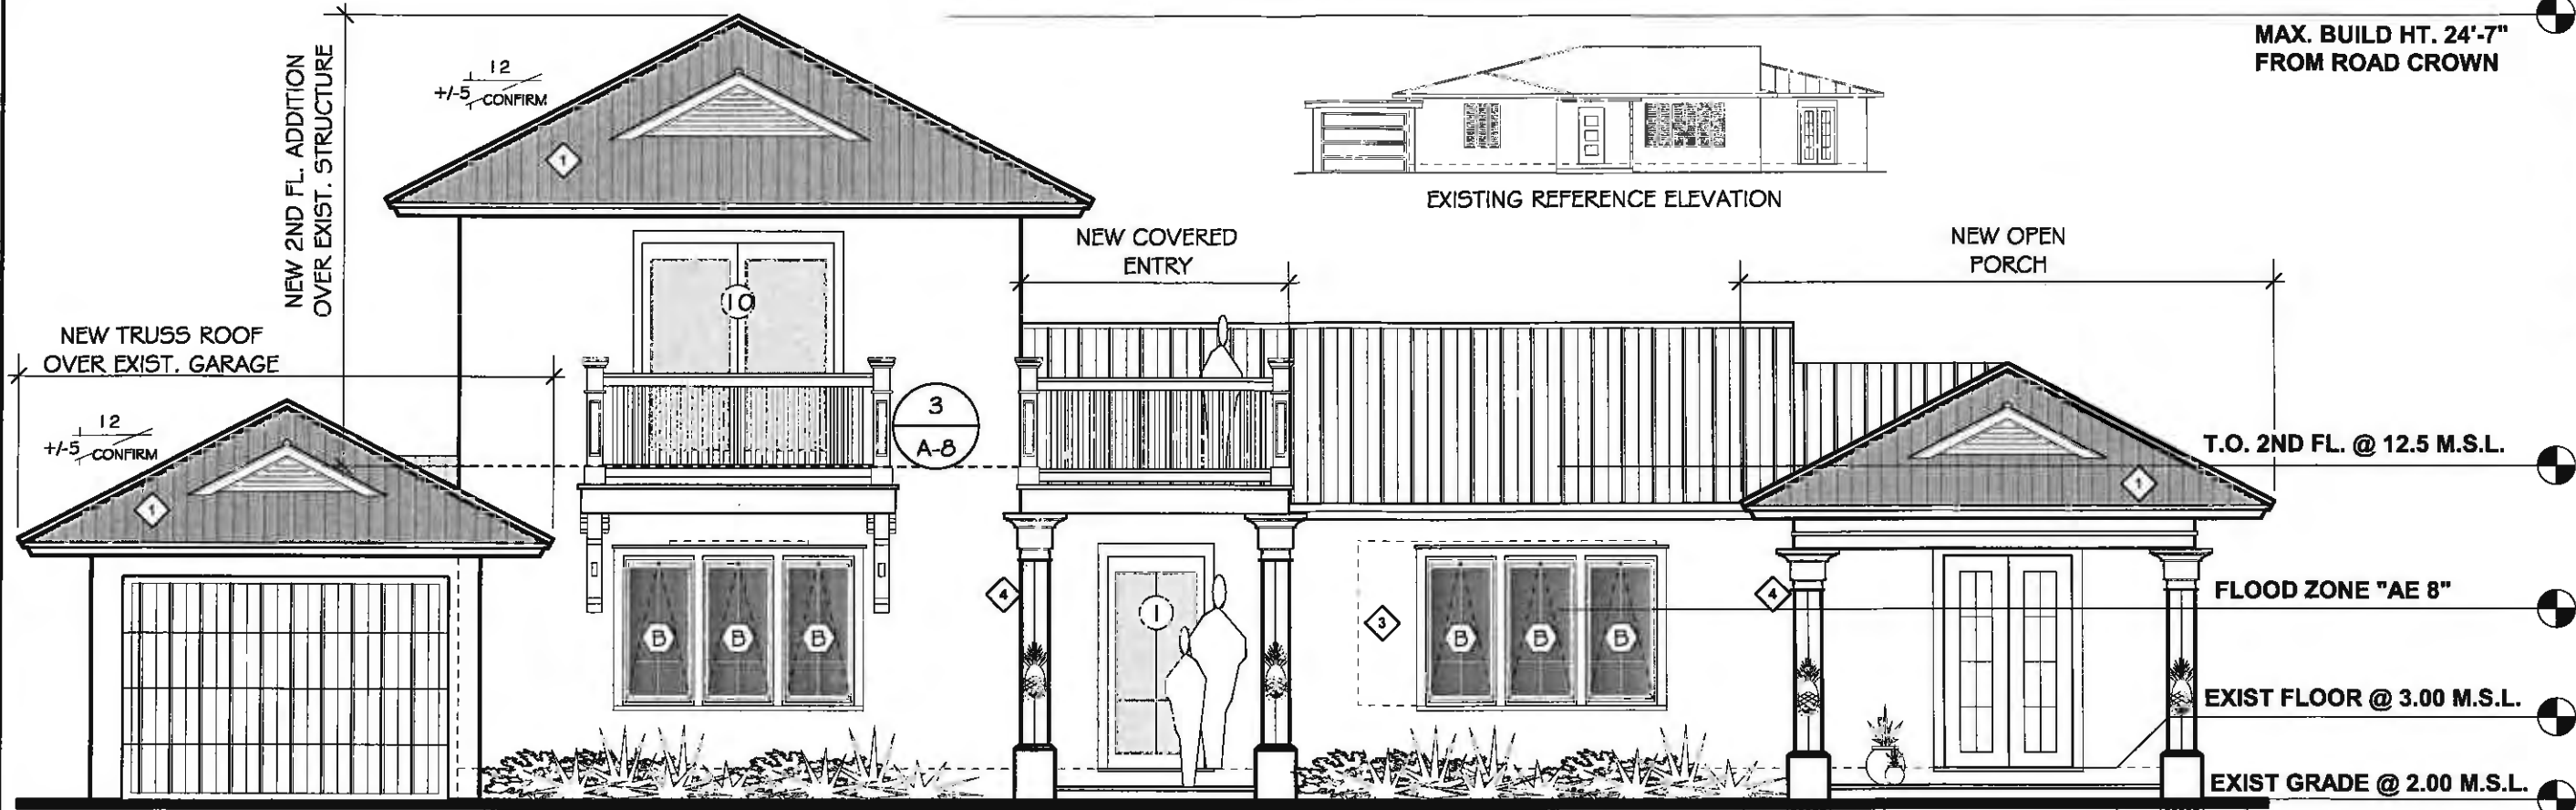 MAX. BUILD HT. 24'-7"
FROM ROAD CROWN
NEW 2ND FL. ADDITION
OVER EXIST. STRUCTURE
12
+/-5 CONFIRM
1
EXISTING REFERENCE ELEVATION
NEW COVERED
ENTRY
NEW OPEN
PORCH
10
NEW TRUSS ROOF
OVER EXIST. GARAGE
12
+/-5 CONFIRM
3
A-8
1
1
T.O. 2ND FL. @ 12.5 M.S.L.
4
4
FLOOD ZONE "AE 8"
1
3
B
B
B
B
B
B
EXIST FLOOR @ 3.00 M.S.L.
EXIST GRADE @ 2.00 M.S.L.